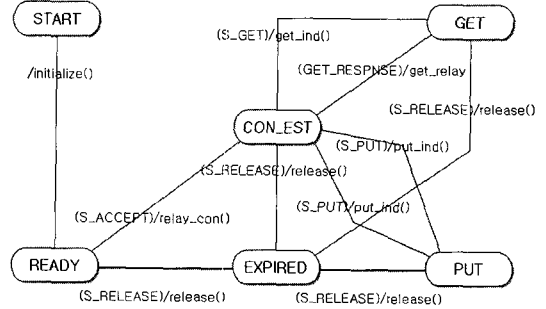 START
GET
(S_GET)/get_ind()
/initialize()
(GET_RESPNSE)/get_relay
(S_RELEASE)/release()
CON_EST
(S_PUT)/put_ind()
(S_RELEASE)/release()
(S_PUT)/put_ind()
(S_ACCEPT)/relay_con()
READY
EXPIRED
PUT
(S_RELEASE)/release()
(S_RELEASE)/release()